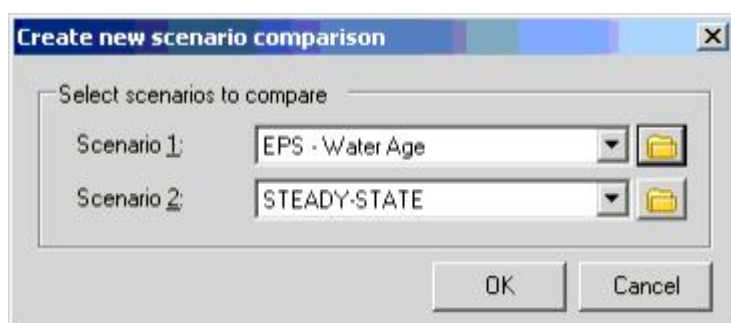 Create new scenario comparison
Select scenarios to compare
Scenario 1: EPS - Water Age
Scenario 2: STEADY-STATE
OK Cancel